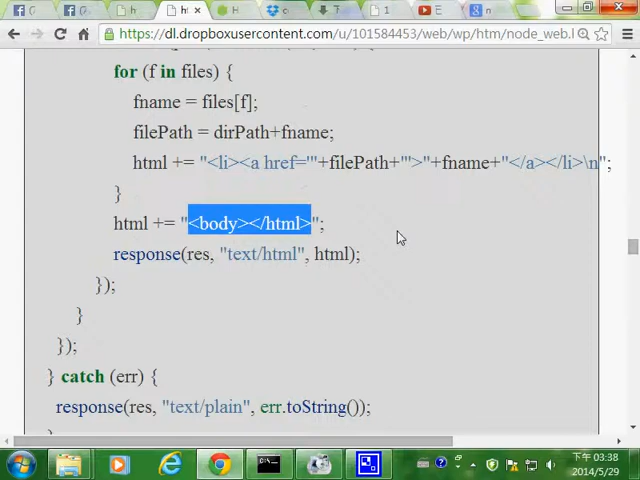 h
h
H
c
T
1
E
n
https://dl.dropboxusercontent.com/u/101584453/web/wp/htm/node_web.l
for (f in files) {
fname = files[f];
filePath = dirPath+fname;
html += "<li><a href='"+filePath+"'>"+fname+"</a></li>\n";
}
html += "<body></html>";
response(res, "text/html", html);
});
}
});
} catch (err) {
response(res, "text/plain", err.toString());
下午 03:38
2014/5/29